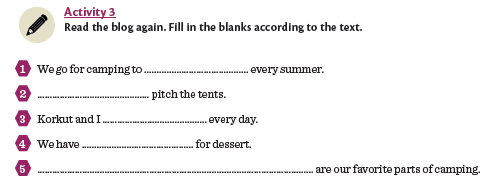 Activity 3
Read the blog again. Fill in the blanks according to the text.
1 We go for camping to .......................................... every summer.
2 ............................................. pitch the tents.
3 Korkut and I .......................................... every day.
4 We have ............................................. for dessert.
5 ............................................................................................................... are our favorite parts of camping.